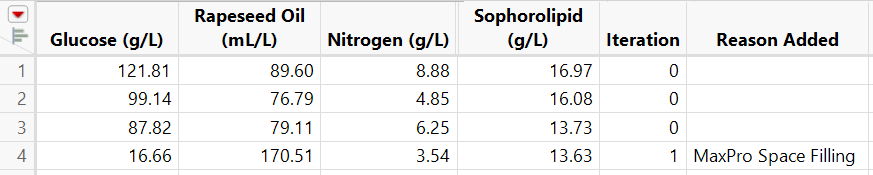 Glucose (g/L) Rapeseed Oil (mL/L) Nitrogen (g/L) Sophorolipid (g/L) Iteration Reason Added
1 121.81 89.60 8.88 16.97 0
2 99.14 76.79 4.85 16.08 0
3 87.82 79.11 6.25 13.73 0
4 16.66 170.51 3.54 13.63 1 MaxPro Space Filling